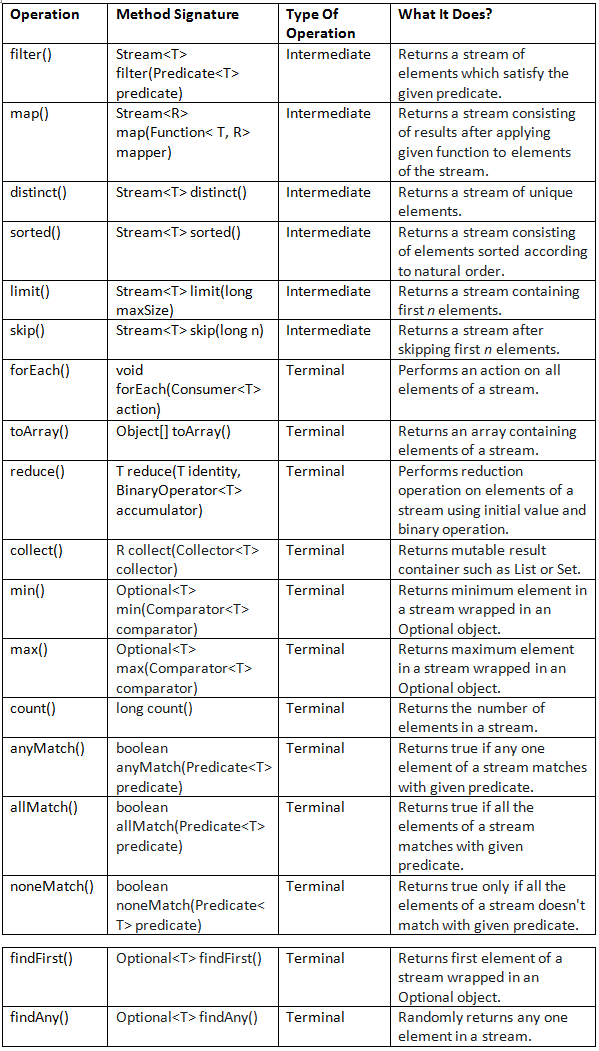 Operation Method Signature Type Of Operation What It Does?
filter() Stream<T> filter(Predicate<T> predicate) Intermediate Returns a stream of elements which satisfy the given predicate.
map() Stream<R> map(Function< T, R> mapper) Intermediate Returns a stream consisting of results after applying given function to elements of the stream.
distinct() Stream<T> distinct() Intermediate Returns a stream of unique elements.
sorted() Stream<T> sorted() Intermediate Returns a stream consisting of elements sorted according to natural order.
limit() Stream<T> limit(long maxSize) Intermediate Returns a stream containing first n elements.
skip() Stream<T> skip(long n) Intermediate Returns a stream after skipping first n elements.
forEach() void forEach(Consumer<T> action) Terminal Performs an action on all elements of a stream.
toArray() Object[] toArray() Terminal Returns an array containing elements of a stream.
reduce() T reduce(T identity, BinaryOperator<T> accumulator) Terminal Performs reduction operation on elements of a stream using initial value and binary operation.
collect() R collect(Collector<T> collector) Terminal Returns mutable result container such as List or Set.
min() Optional<T> min(Comparator<T> comparator) Terminal Returns minimum element in a stream wrapped in an Optional object.
max() Optional<T> max(Comparator<T> comparator) Terminal Returns maximum element in a stream wrapped in an Optional object.
count() long count() Terminal Returns the number of elements in a stream.
anyMatch() boolean anyMatch(Predicate<T> predicate) Terminal Returns true if any one element of a stream matches with given predicate.
allMatch() boolean allMatch(Predicate<T> predicate) Terminal Returns true if all the elements of a stream matches with given predicate.
noneMatch() boolean noneMatch(Predicate<T> predicate) Terminal Returns true only if all the elements of a stream doesn't match with given predicate.
findFirst() Optional<T> findFirst() Terminal Returns first element of a stream wrapped in an Optional object.
findAny() Optional<T> findAny() Terminal Randomly returns any one element in a stream.